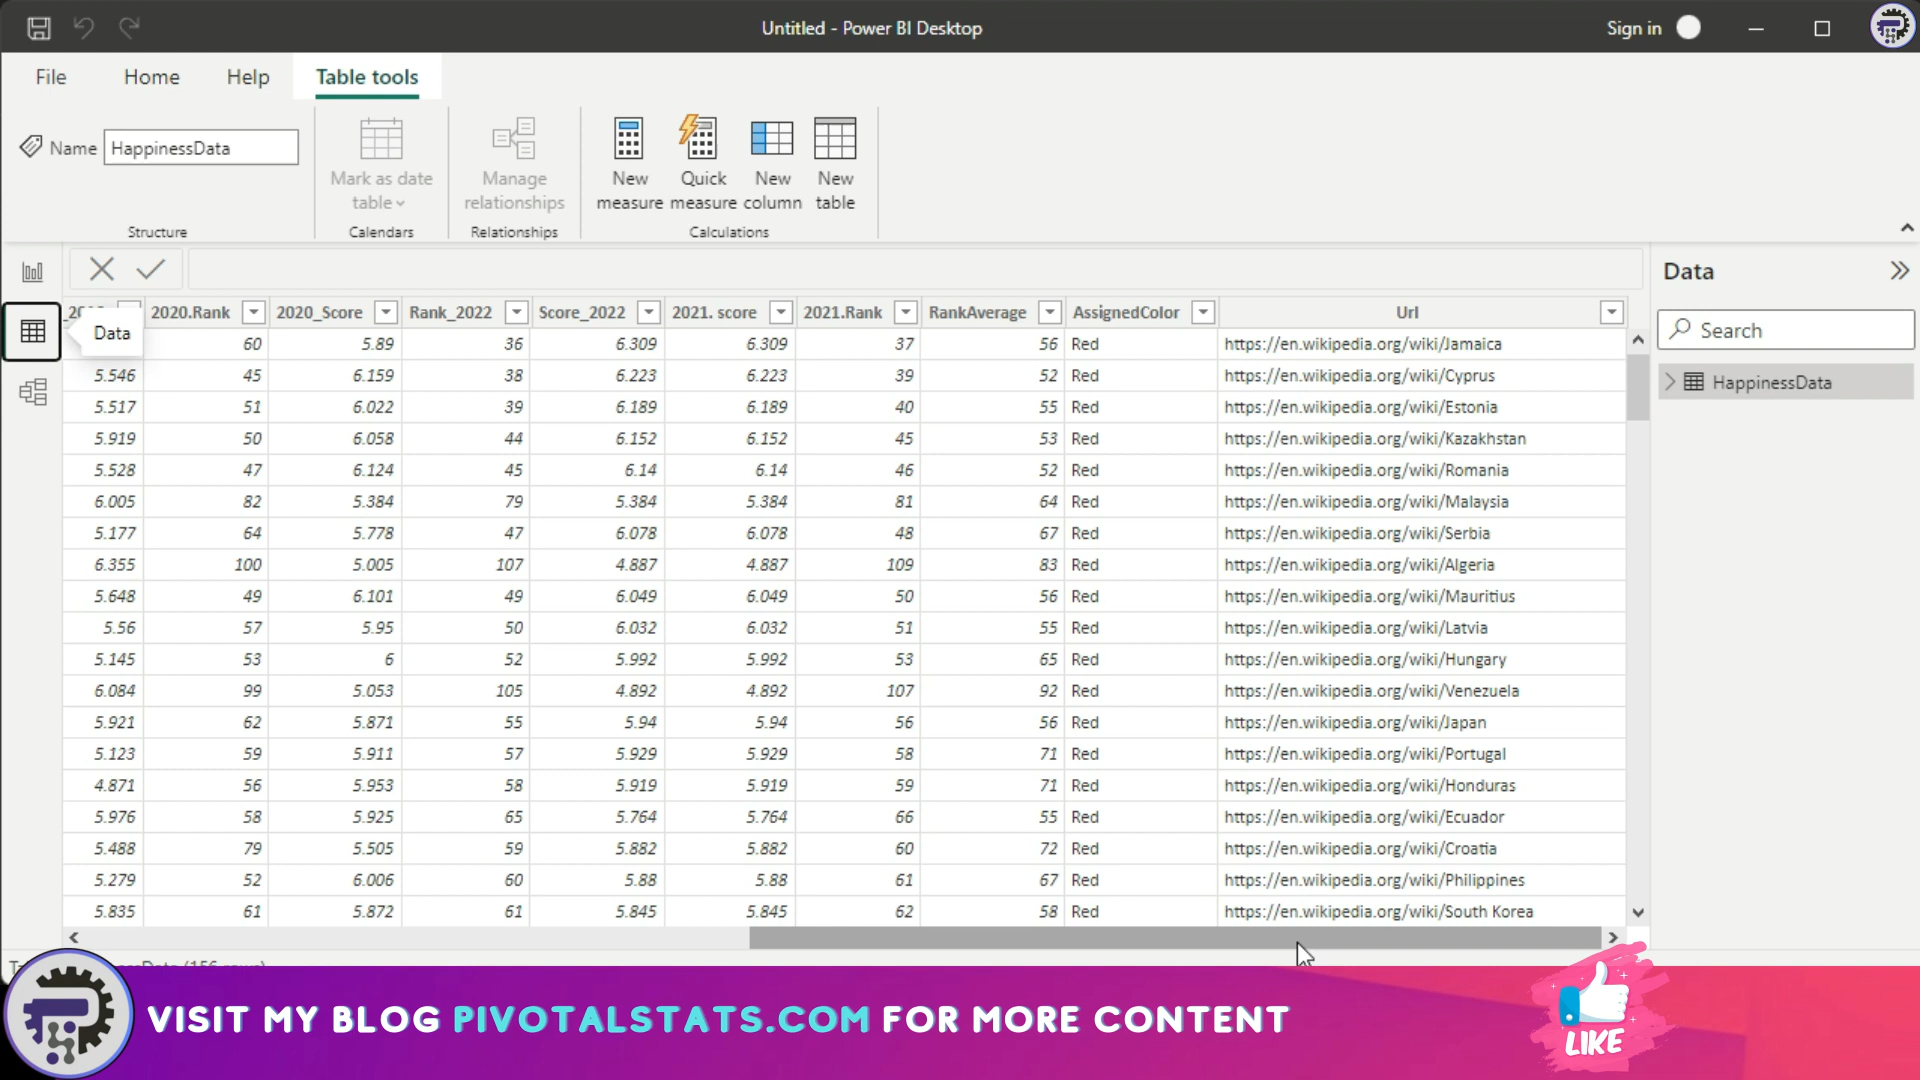 Untitled - Power BI Desktop
Sign in
File Home Help Table tools
Name HappinessData
Mark as date table
Manage relationships
New measure
Quick measure
New column
New table
Structure Calendars Relationships Calculations
Data
Search
HappinessData
Data
2020.Rank 2020_Score Rank_2022 Score_2022 2021. score 2021.Rank RankAverage AssignedColor Url
60 5.89 36 6.309 6.309 37 56 Red https://en.wikipedia.org/wiki/Jamaica
5.546 45 6.159 38 6.223 6.223 39 52 Red https://en.wikipedia.org/wiki/Cyprus
5.517 51 6.022 39 6.189 6.189 40 55 Red https://en.wikipedia.org/wiki/Estonia
5.919 50 6.058 44 6.152 6.152 45 53 Red https://en.wikipedia.org/wiki/Kazakhstan
5.528 47 6.124 45 6.14 6.14 46 52 Red https://en.wikipedia.org/wiki/Romania
6.005 82 5.384 79 5.384 5.384 81 64 Red https://en.wikipedia.org/wiki/Malaysia
5.177 64 5.778 47 6.078 6.078 48 67 Red https://en.wikipedia.org/wiki/Serbia
6.355 100 5.005 107 4.887 4.887 109 83 Red https://en.wikipedia.org/wiki/Algeria
5.648 49 6.101 49 6.049 6.049 50 56 Red https://en.wikipedia.org/wiki/Mauritius
5.56 57 5.95 50 6.032 6.032 51 55 Red https://en.wikipedia.org/wiki/Latvia
5.145 53 6 52 5.992 5.992 53 65 Red https://en.wikipedia.org/wiki/Hungary
6.084 99 5.053 105 4.892 4.892 107 92 Red https://en.wikipedia.org/wiki/Venezuela
5.921 62 5.871 55 5.94 5.94 56 56 Red https://en.wikipedia.org/wiki/Japan
5.123 59 5.911 57 5.929 5.929 58 71 Red https://en.wikipedia.org/wiki/Portugal
4.871 56 5.953 58 5.919 5.919 59 71 Red https://en.wikipedia.org/wiki/Honduras
5.976 58 5.925 65 5.764 5.764 66 55 Red https://en.wikipedia.org/wiki/Ecuador
5.488 79 5.505 59 5.882 5.882 60 72 Red https://en.wikipedia.org/wiki/Croatia
5.279 52 6.006 60 5.88 5.88 61 67 Red https://en.wikipedia.org/wiki/Philippines
5.835 61 5.872 61 5.845 5.845 62 58 Red https://en.wikipedia.org/wiki/South Korea
VISIT MY BLOG PIVOTALSTATS.COM FOR MORE CONTENT
LIKE